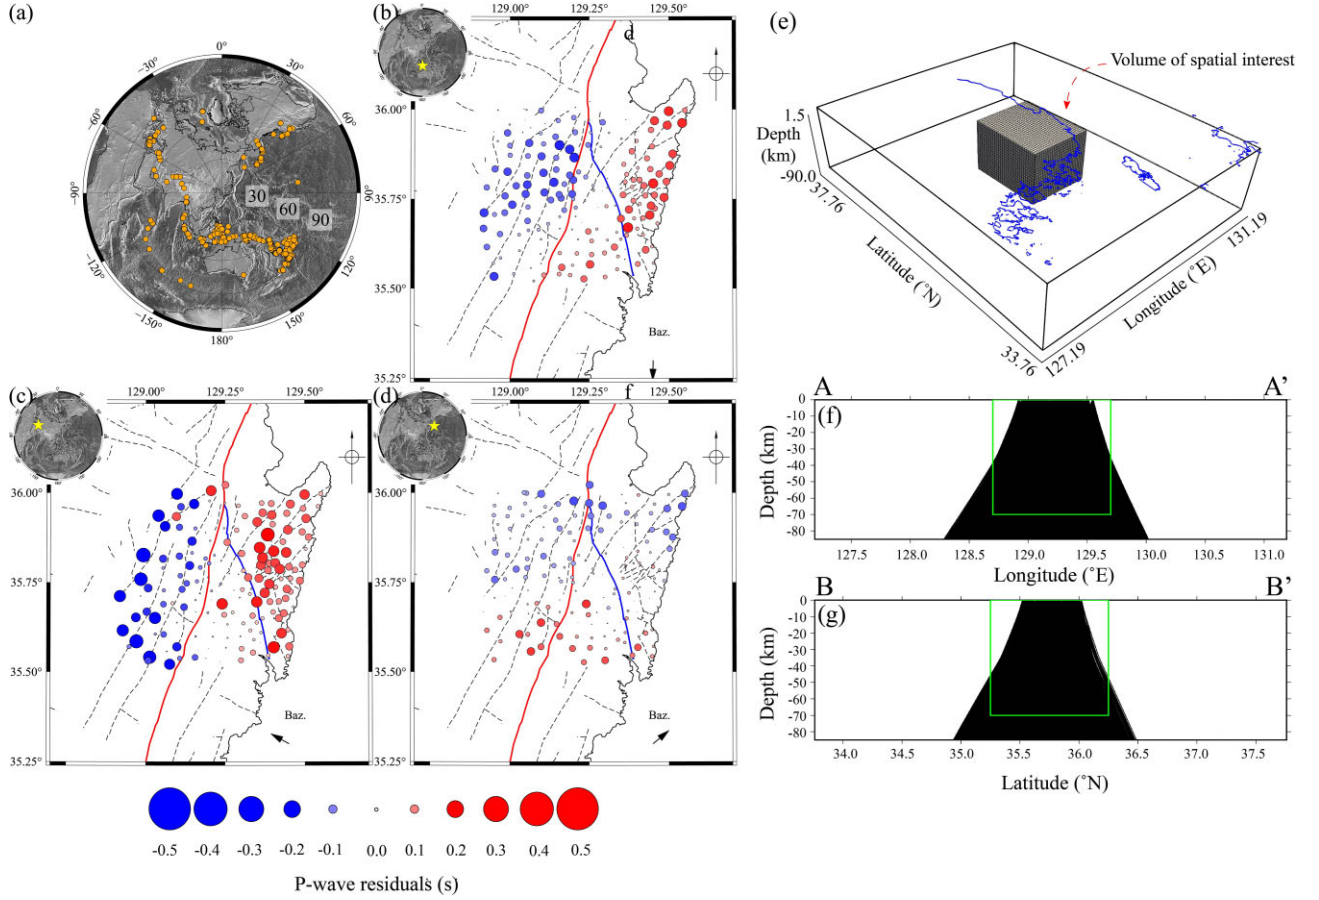 (a)
0°
30°
60°
90°
120°
150°
180°
−150°
−120°
−90°
−60°
−30°
30
60
90
(b)
129.00°
129.25°
129.50°
d
36.00°
35.75°
35.50°
35.25°
Baz.
(c)
129.00°
129.25°
129.50°
36.00°
35.75°
35.50°
35.25°
Baz.
(d)
129.00°
129.25°
129.50°
f
36.00°
35.75°
35.50°
35.25°
Baz.
-0.5 -0.4 -0.3 -0.2 -0.1 0.0 0.1 0.2 0.3 0.4 0.5
P-wave residuals (s)
(e)
Volume of spatial interest
1.5
Depth
(km)
-90.0
37.76
Latitude (°N)
33.76
127.19
Longitude (°E)
131.19
A A’
(f)
0
-10
-20
-30
-40
-50
-60
-70
-80
Depth (km)
127.5 128.0 128.5 129.0 129.5 130.0 130.5 131.0
Longitude (°E)
B B’
(g)
0
-10
-20
-30
-40
-50
-60
-70
-80
Depth (km)
34.0 34.5 35.0 35.5 36.0 36.5 37.0 37.5
Latitude (°N)